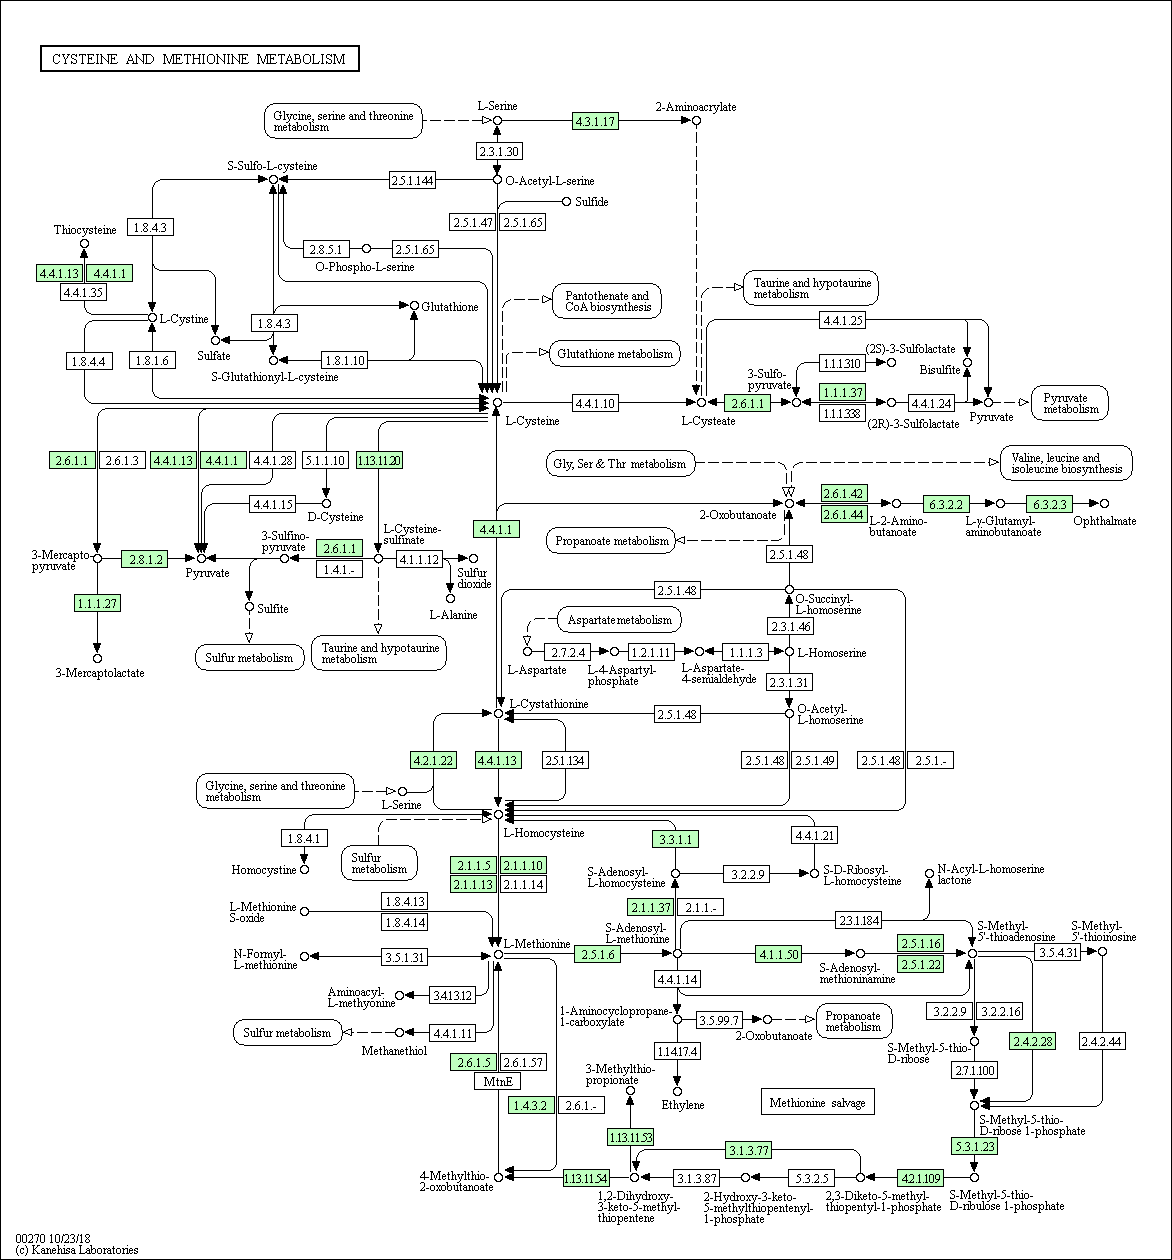 CYSTEINE AND METHIONINE METABOLISM
Glycine, serine and threonine
metabolism
L-Serine
4.3.1.17
2-Aminoacrylate
2.3.1.30
S-Sulfo-L-cysteine
2.5.1.144
O-Acetyl-L-serine
Sulfide
1.8.4.3
2.5.1.47
2.5.1.65
Thiocysteine
2.8.5.1
2.5.1.65
O-Phospho-L-serine
4.4.1.13
4.4.1.1
4.4.1.35
Pantothenate and
CoA biosynthesis
Taurine and hypotaurine
metabolism
L-Cystine
Glutathione
1.8.4.3
4.4.1.25
Sulfate
1.8.4.4
1.8.1.6
1.8.1.10
S-Glutathionyl-L-cysteine
Glutathione metabolism
(2S)-3-Sulfolactate
1.1.1.310
Bisulfite
3-Sulfo-
pyruvate
1.1.1.37
L-Cysteine
4.4.1.10
L-Cysteate
2.6.1.1
1.1.1.338
(2R)-3-Sulfolactate
4.4.1.24
Pyruvate
Pyruvate
metabolism
2.6.1.1
2.6.1.3
4.4.1.13
4.4.1.1
4.4.1.28
5.1.1.10
1.13.11.20
Gly, Ser & Thr metabolism
Valine, leucine and
isoleucine biosynthesis
4.4.1.15
D-Cysteine
4.4.1.1
2-Oxobutanoate
2.6.1.42
2.6.1.44
L-2-Amino-
butanoate
6.3.2.2
L-γ-Glutamyl-
aminobutanoate
6.3.2.3
Ophthalmate
3-Mercapto-
pyruvate
2.8.1.2
Pyruvate
3-Sulfino-
pyruvate
2.6.1.1
1.4.1.-
L-Cysteine-
sulfinate
4.1.1.12
Sulfur
dioxide
Propanoate metabolism
2.5.1.48
1.1.1.27
Sulfite
L-Alanine
2.5.1.48
O-Succinyl-
L-homoserine
Aspartate metabolism
2.3.1.46
3-Mercaptolactate
Sulfur metabolism
Taurine and hypotaurine
metabolism
L-Aspartate
2.7.2.4
L-4-Aspartyl-
phosphate
1.2.1.11
L-Aspartate-
4-semialdehyde
1.1.1.3
L-Homoserine
2.3.1.31
L-Cystathionine
2.5.1.48
O-Acetyl-
L-homoserine
4.2.1.22
4.4.1.13
2.5.1.134
2.5.1.48
2.5.1.49
2.5.1.48
2.5.1.-
Glycine, serine and threonine
metabolism
L-Serine
1.8.4.1
L-Homocysteine
3.3.1.1
4.4.1.21
Homocystine
Sulfur
metabolism
2.1.1.5
2.1.1.10
2.1.1.13
2.1.1.14
S-Adenosyl-
L-homocysteine
3.2.2.9
S-D-Ribosyl-
L-homocysteine
N-Acyl-L-homoserine
lactone
L-Methionine
S-oxide
1.8.4.13
1.8.4.14
2.1.1.37
2.1.1.-
2.3.1.184
N-Formyl-
L-methionine
3.5.1.31
L-Methionine
2.5.1.6
S-Adenosyl-
L-methionine
4.1.1.50
S-Adenosyl-
methioninamine
2.5.1.16
2.5.1.22
S-Methyl-
5'-thioadenosine
3.5.4.31
S-Methyl-
5'-thioinosine
Aminoacyl-
L-methyonine
3.4.13.12
4.4.1.14
Sulfur metabolism
Methanethiol
4.4.1.11
1-Aminocyclopropane-
1-carboxylate
3.5.99.7
2-Oxobutanoate
Propanoate
metabolism
3.2.2.9
3.2.2.16
2.6.1.5
2.6.1.57
MtnE
1.14.17.4
S-Methyl-5-thio-
D-ribose
2.4.2.28
2.4.2.44
3-Methylthio-
propionate
2.7.1.100
1.4.3.2
2.6.1.-
Ethylene
Methionine salvage
S-Methyl-5-thio-
D-ribose 1-phosphate
1.13.11.53
3.1.3.77
5.3.1.23
4-Methylthio-
2-oxobutanoate
1.13.11.54
1,2-Dihydroxy-
3-keto-5-methyl-
thiopentene
3.1.3.87
2-Hydroxy-3-keto-
5-methylthiopentenyl-
1-phosphate
5.3.2.5
2,3-Diketo-5-methyl-
thiopentyl-1-phosphate
4.2.1.109
S-Methyl-5-thio-
D-ribulose 1-phosphate
00270 10/23/18
(c) Kanehisa Laboratories